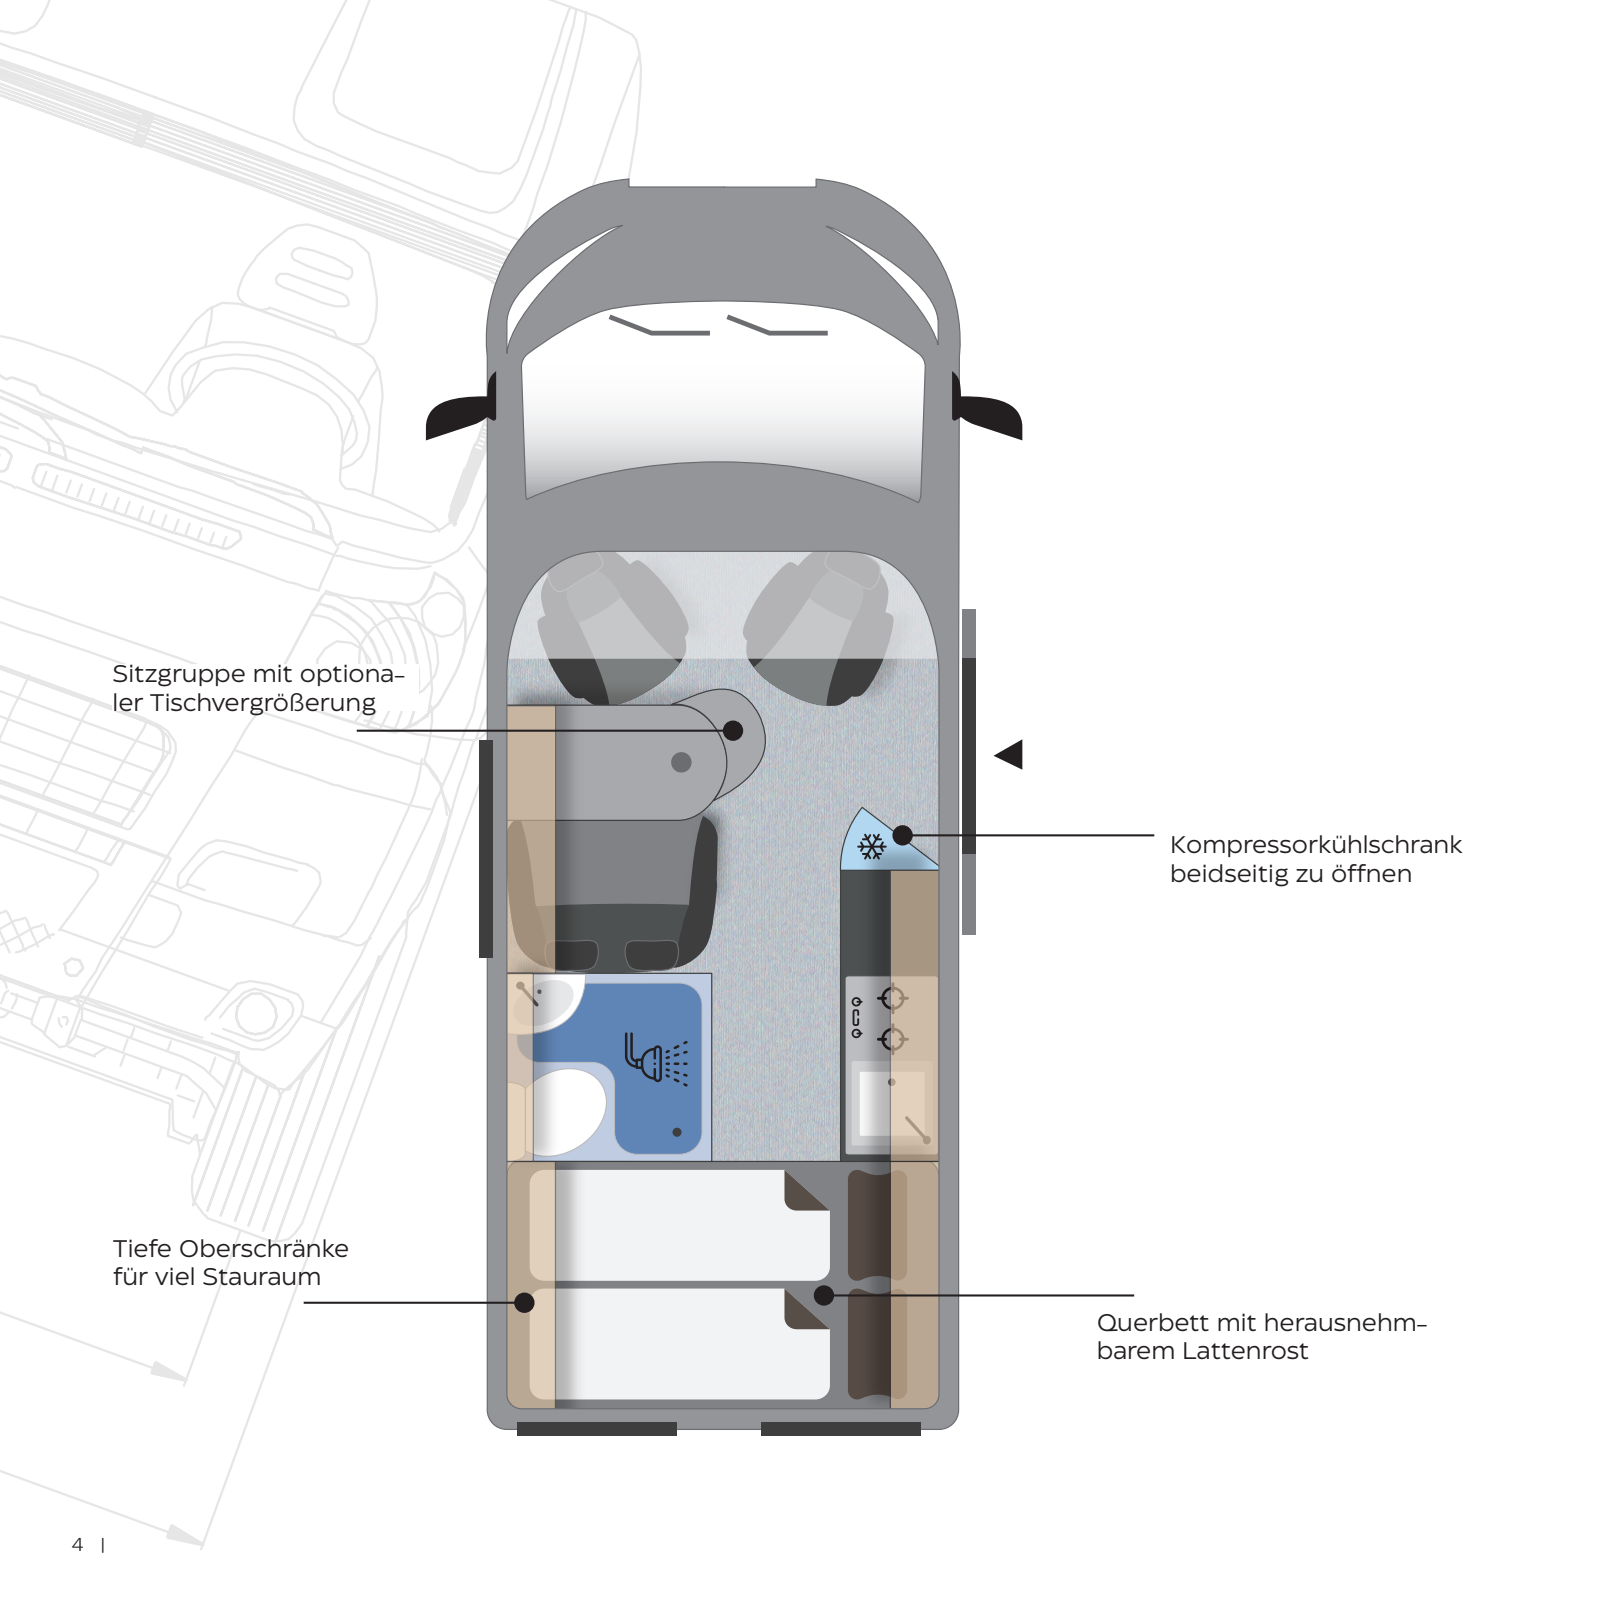 Sitzgruppe mit optiona-
ler Tischvergrößerung
Kompressorkühlschrank
beidseitig zu öffnen
Tiefe Oberschränke
für viel Stauraum
Querbett mit herausnehm-
barem Lattenrost
4 |